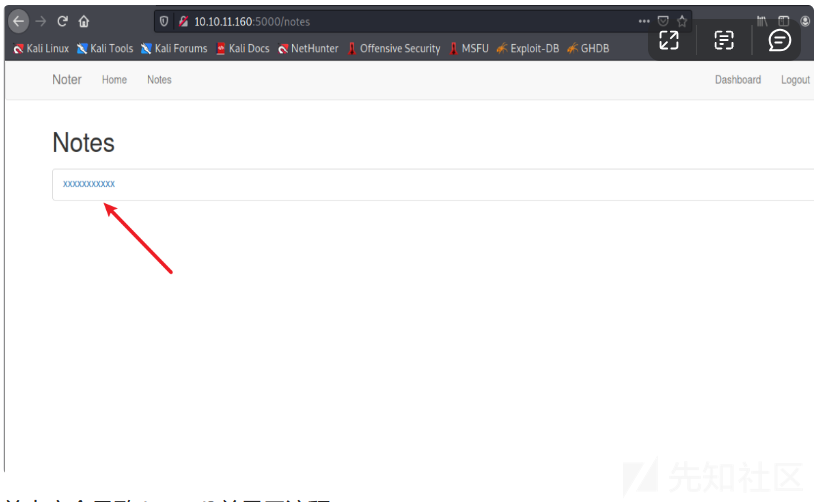 10.10.11.160:5000/notes
Kali Linux Kali Tools Kali Forums Kali Docs NetHunter Offensive Security MSFU Exploit-DB GHDB
Noter Home Notes Dashboard Logout
Notes
xxxxxxxxxxx
先知社区